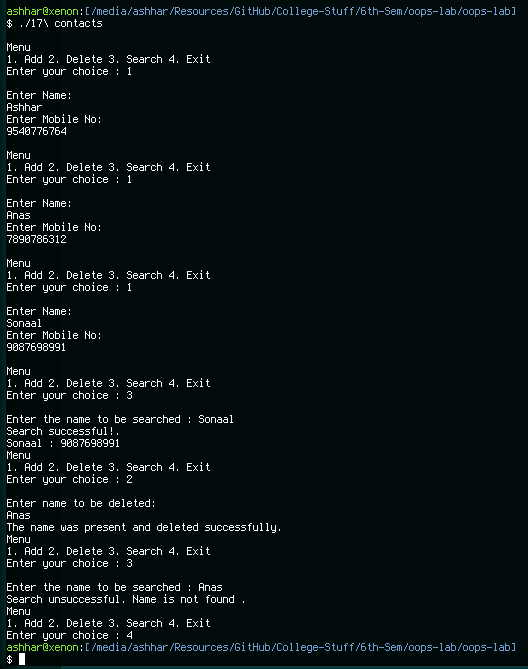 ashhar@xenon:[/media/ashhar/Resources/GitHub/College-Stuff/6th-Sem/oops-lab/oops-lab]
$ ./17\ contacts
Menu
1. Add 2. Delete 3. Search 4. Exit
Enter your choice : 1
Enter Name:
Ashhar
Enter Mobile No:
9540776764
Menu
1. Add 2. Delete 3. Search 4. Exit
Enter your choice : 1
Enter Name:
Anas
Enter Mobile No:
7890786312
Menu
1. Add 2. Delete 3. Search 4. Exit
Enter your choice : 1
Enter Name:
Sonaal
Enter Mobile No:
9087698991
Menu
1. Add 2. Delete 3. Search 4. Exit
Enter your choice : 3
Enter the name to be searched : Sonaal
Search successful!.
Sonaal : 9087698991
Menu
1. Add 2. Delete 3. Search 4. Exit
Enter your choice : 2
Enter name to be deleted:
Anas
The name was present and deleted successfully.
Menu
1. Add 2. Delete 3. Search 4. Exit
Enter your choice : 3
Enter the name to be searched : Anas
Search unsuccessful. Name is not found .
Menu
1. Add 2. Delete 3. Search 4. Exit
Enter your choice : 4
ashhar@xenon:[/media/ashhar/Resources/GitHub/College-Stuff/6th-Sem/oops-lab/oops-lab]
$